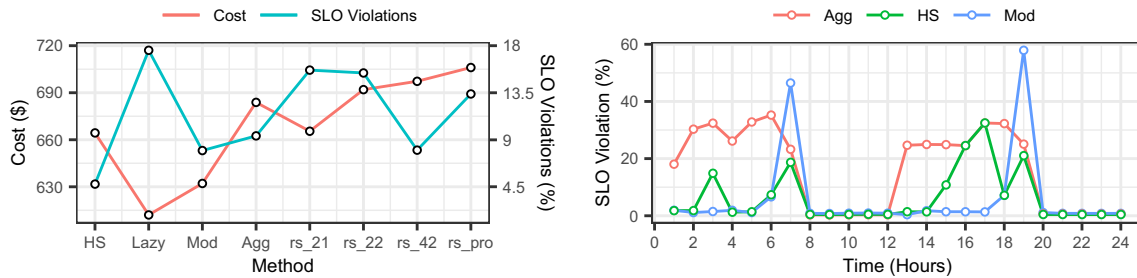 Cost SLO Violations
720
690
660
630
Cost ($)
18
13.5
9
4.5
SLO Violations (%)
HS Lazy Mod Agg rs_21 rs_22 rs_42 rs_pro
Method
Agg HS Mod
60
40
20
0
SLO Violation (%)
0 2 4 6 8 10 12 14 16 18 20 22 24
Time (Hours)